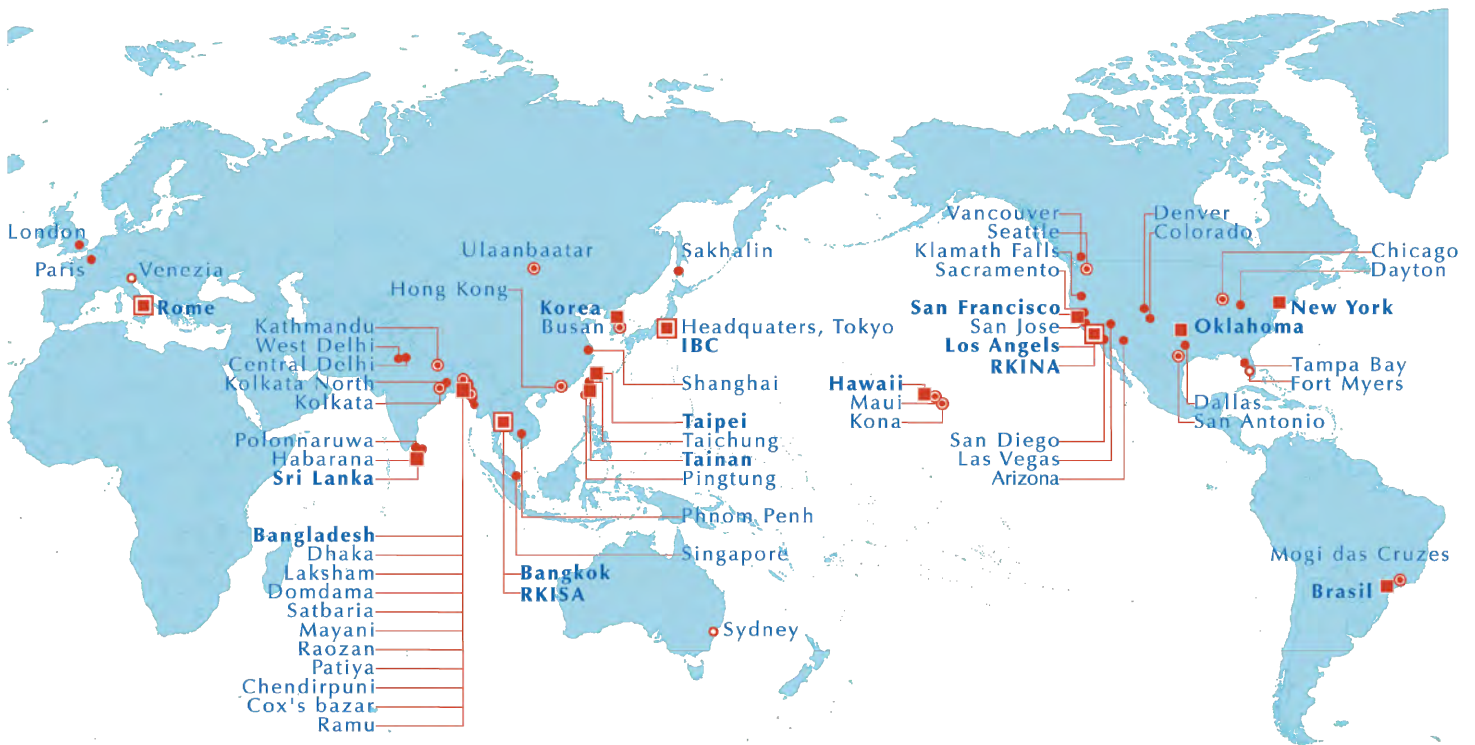 London
Paris
Venezia
Rome
Ulaanbaatar
Hong Kong
Sakhalin
Korea
Busan
Headquaters, Tokyo
IBC
Kathmandu
West Delhi
Central Delhi
Kolkata North
Kolkata
Shanghai
Polonnaruwa
Habarana
Sri Lanka
Taipei
Taichung
Tainan
Pingtung
Phnom Penh
Singapore
Bangladesh
Dhaka
Laksham
Domdama
Satbaria
Mayani
Raozan
Patiya
Chendirpuni
Cox's bazar
Ramu
Bangkok
RKISA
Sydney
Vancouver
Seattle
Klamath Falls
Sacramento
San Francisco
San Jose
Los Angels
RKINA
Denver
Colorado
Chicago
Dayton
New York
Oklahoma
Tampa Bay
Fort Myers
Dallas
San Antonio
Hawaii
Maui
Kona
San Diego
Las Vegas
Arizona
Mogi das Cruzes
Brasil